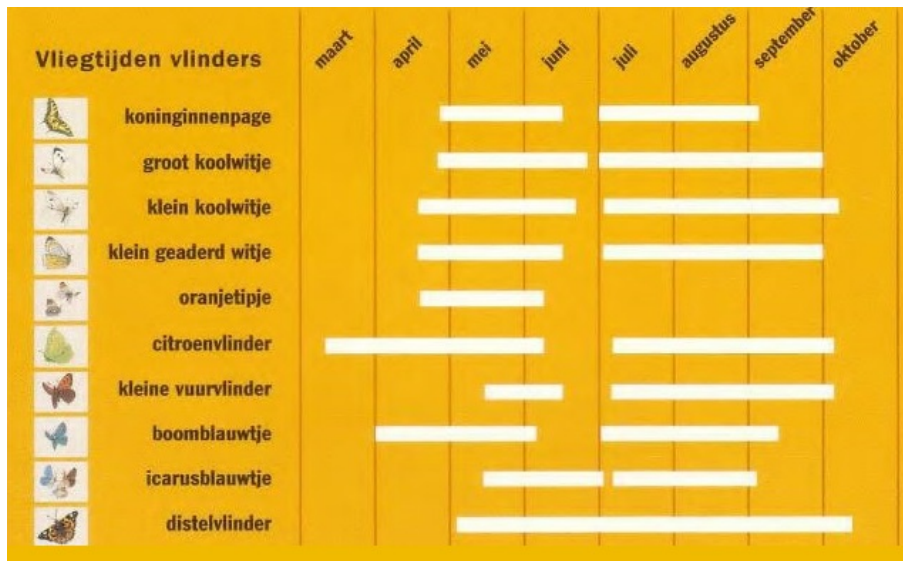 Vliegtijden vlinders
maart april mei juni juli augustus september oktober
koninginnenpage
groot koolwitje
klein koolwitje
klein geaderd witje
oranjetipje
citroenvlinder
kleine vuurvlinder
boomblauwtje
icarusblauwtje
distelvlinder